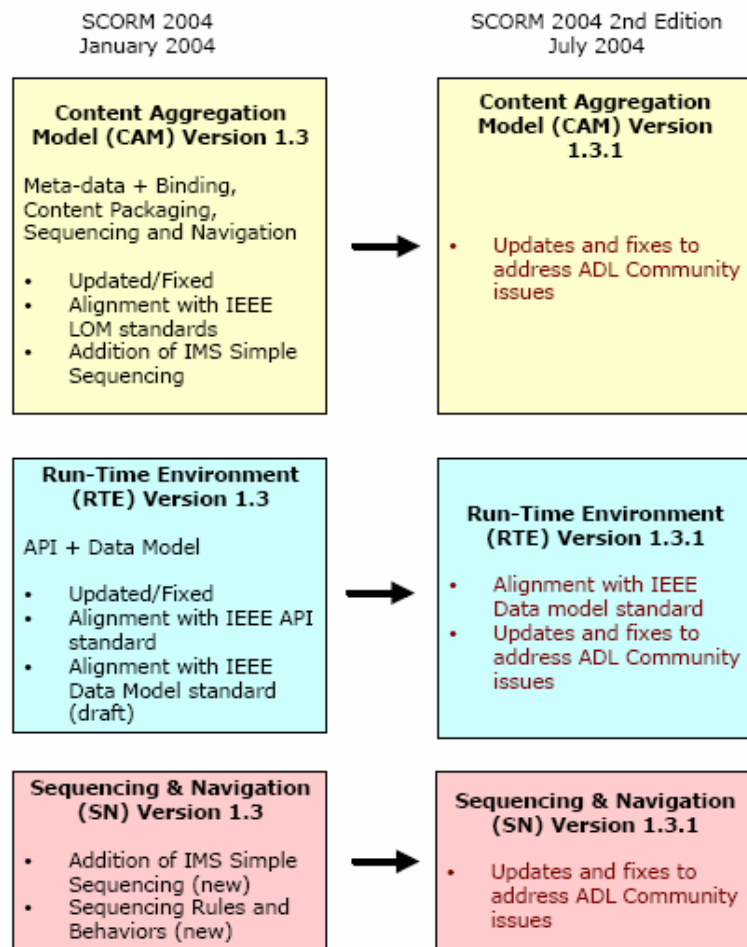 SCORM 2004
January 2004
SCORM 2004 2nd Edition
July 2004
Content Aggregation
Model (CAM) Version 1.3
Meta-data + Binding,
Content Packaging,
Sequencing and Navigation
• Updated/Fixed
• Alignment with IEEE
LOM standards
• Addition of IMS Simple
Sequencing
Content Aggregation
Model (CAM) Version
1.3.1
• Updates and fixes to
address ADL Community
issues
Run-Time Environment
(RTE) Version 1.3
API + Data Model
• Updated/Fixed
• Alignment with IEEE API
standard
• Alignment with IEEE
Data Model standard
(draft)
Run-Time Environment
(RTE) Version 1.3.1
• Alignment with IEEE
Data model standard
• Updates and fixes to
address ADL Community
issues
Sequencing & Navigation
(SN) Version 1.3
• Addition of IMS Simple
Sequencing (new)
• Sequencing Rules and
Behaviors (new)
Sequencing & Navigation
(SN) Version 1.3.1
• Updates and fixes to
address ADL Community
issues